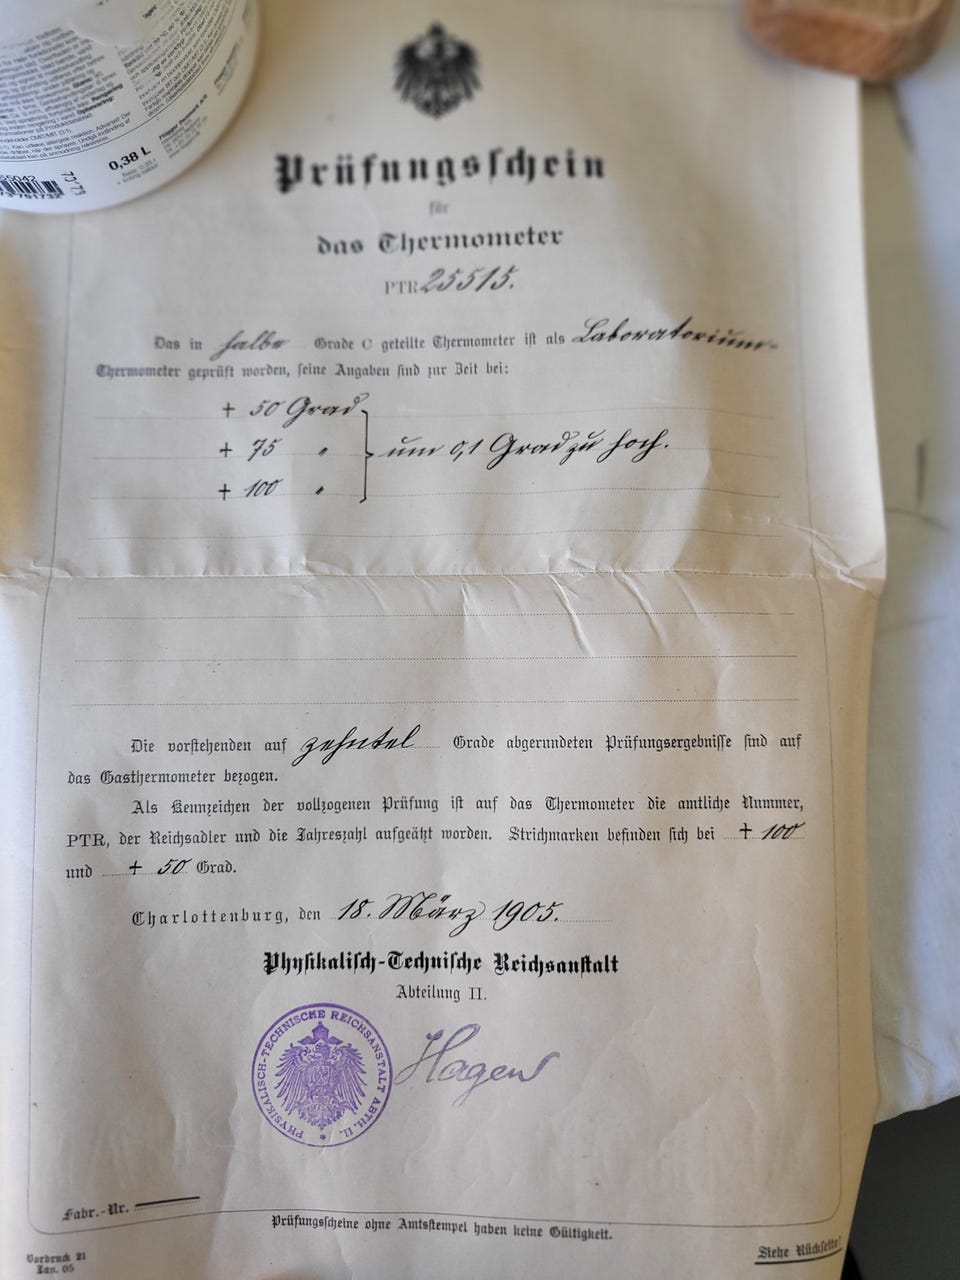 0,38 L
Prüfungsschein
für
das Thermometer
PTR 25515.
Das in halbe Grade C geteilte Thermometer ist als Laboratoriums-
Thermometer geprüft worden, seine Angaben sind zur Zeit bei:
+ 50 Grad
+ 75 " um 0,1 Grad zu hoch.
+ 100 "
Die vorstehenden auf zehntel Grade abgerundeten Prüfungsergebnisse sind auf
das Gasthermometer bezogen.
Als Kennzeichen der vollzogenen Prüfung ist auf das Thermometer die amtliche Nummer,
PTR, der Reichsadler und die Jahreszahl aufgeätzt worden. Strichmarken befinden sich bei + 100
und + 50 Grad.
Charlottenburg, den 18. März 1905.
Physikalisch-Technische Reichsanstalt
Abteilung II.
PHYSIKALISCH-TECHNISCHE REICHSANSTALT ABTH. II.
Hagen
Fabr.-Nr.
Prüfungsscheine ohne Amtsstempel haben keine Gültigkeit.
Vordruck 21
Jan. 05
Siehe Rückseite!